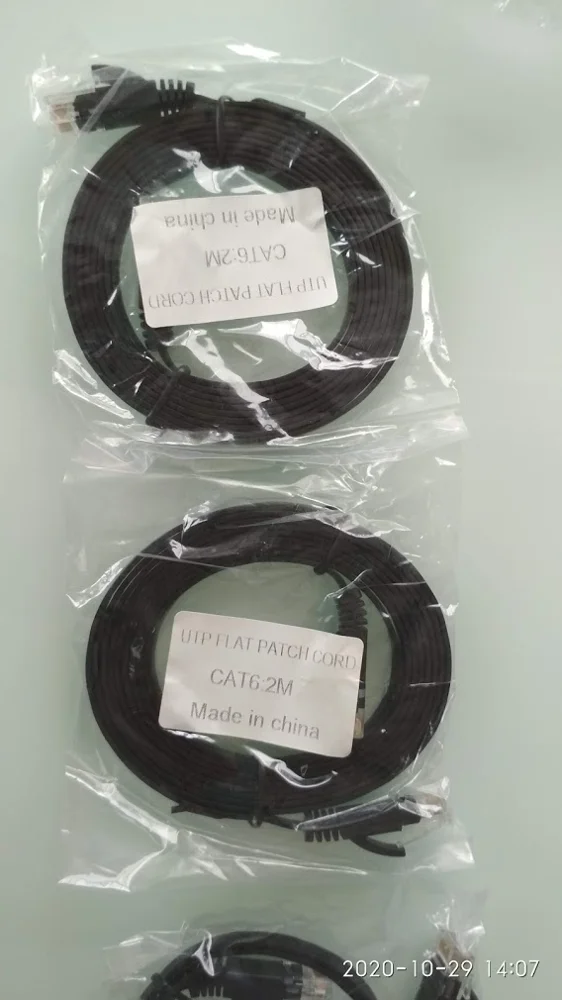 UTP FLAT PATCH CORD
CAT6:2M
Made in china
UTP FLAT PATCH CORD
CAT6:2M
Made in china
2020-10-29 14:07